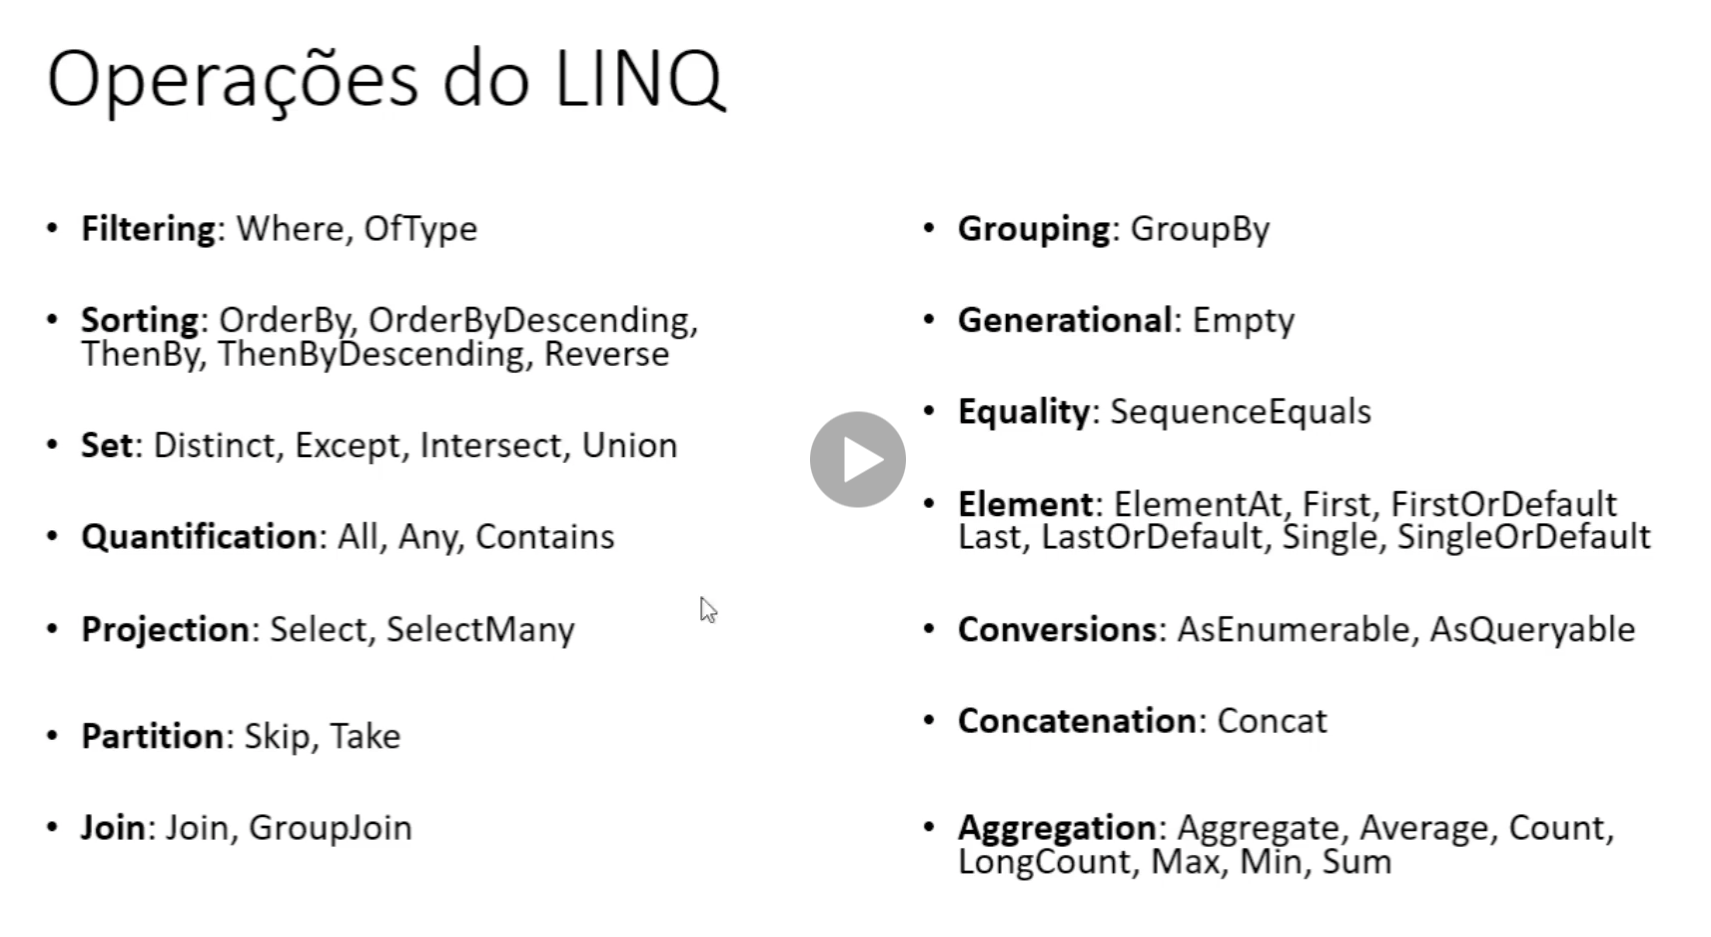 Operações do LINQ
• Filtering: Where, OfType
• Sorting: OrderBy, OrderByDescending,
ThenBy, ThenByDescending, Reverse
• Set: Distinct, Except, Intersect, Union
• Quantification: All, Any, Contains
• Projection: Select, SelectMany
• Partition: Skip, Take
• Join: Join, GroupJoin
• Grouping: GroupBy
• Generational: Empty
• Equality: SequenceEquals
• Element: ElementAt, First, FirstOrDefault
Last, LastOrDefault, Single, SingleOrDefault
• Conversions: AsEnumerable, AsQueryable
• Concatenation: Concat
• Aggregation: Aggregate, Average, Count,
LongCount, Max, Min, Sum